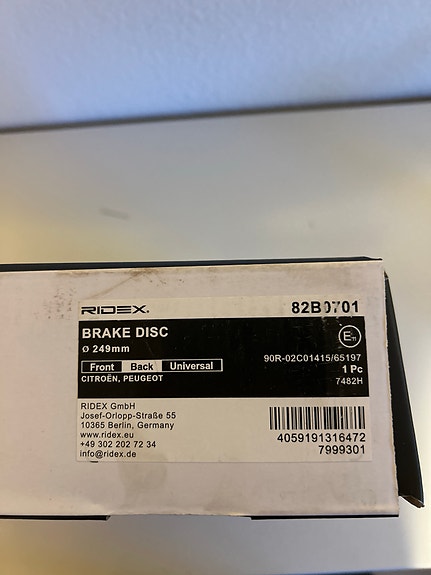 RIDEX® 82B0701
BRAKE DISC
Ø 249mm
90R-02C01415/65197
Front Back Universal
1 Pc
CITROËN, PEUGEOT
7482H
RIDEX GmbH
Josef-Orlopp-Straße 55
10365 Berlin, Germany
www.ridex.eu
+49 302 202 72 34
info@ridex.de
4059191316472
7999301